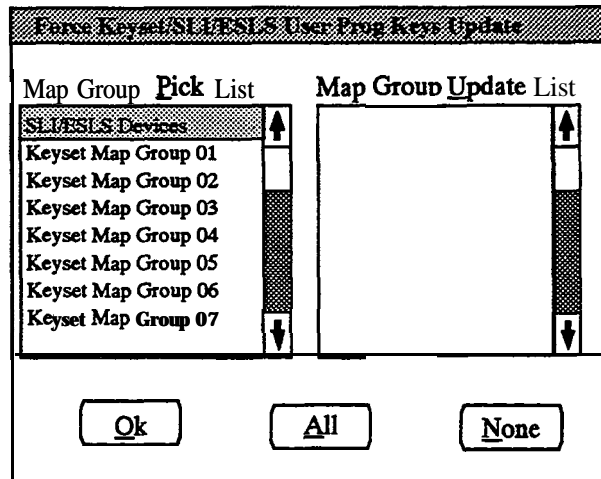 Force Keyset/SLI/ESLS User Prog Keys Update
Map Group Pick List
Map Group Update List
SLI/ESLS Devices
Keyset Map Group 01
Keyset Map Group 02
Keyset Map Group 03
Keyset Map Group 04
Keyset Map Group 05
Keyset Map Group 06
Keyset Map Group 07
Ok
All
None